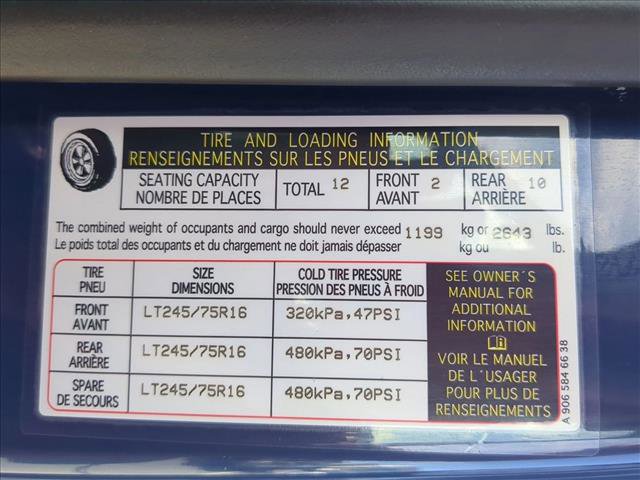 TIRE AND LOADING INFORMATION
RENSEIGNEMENTS SUR LES PNEUS ET LE CHARGEMENT
SEATING CAPACITY TOTAL 12 FRONT 2 REAR 10
NOMBRE DE PLACES AVANT ARRIÈRE
The combined weight of occupants and cargo should never exceed 1199 kg or 2643 lbs.
Le poids total des occupants et du chargement ne doit jamais dépasser kg ou lb.
TIRE SIZE COLD TIRE PRESSURE
PNEU DIMENSIONS PRESSION DES PNEUS À FROID
FRONT LT245/75R16 320kPa,47PSI
AVANT
REAR LT245/75R16 480kPa,70PSI
ARRIÈRE
SPARE LT245/75R16 480kPa,70PSI
DE SECOURS
SEE OWNER´S
MANUAL FOR
ADDITIONAL
INFORMATION
VOIR LE MANUEL
DE L´USAGER
POUR PLUS DE
RENSEIGNEMENTS
A 906 584 66 38